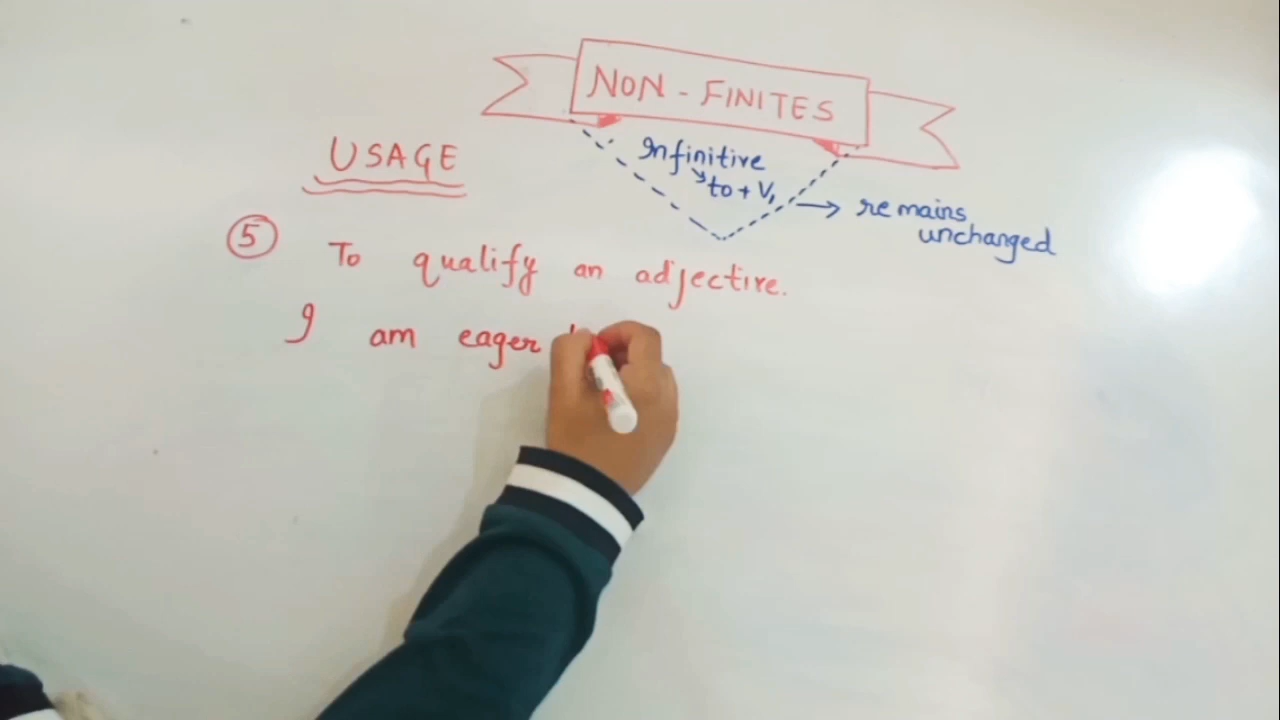 NON - FINITES
USAGE
Infinitive
to + V₁
remains
unchanged
5 To qualify an adjective.
I am eager